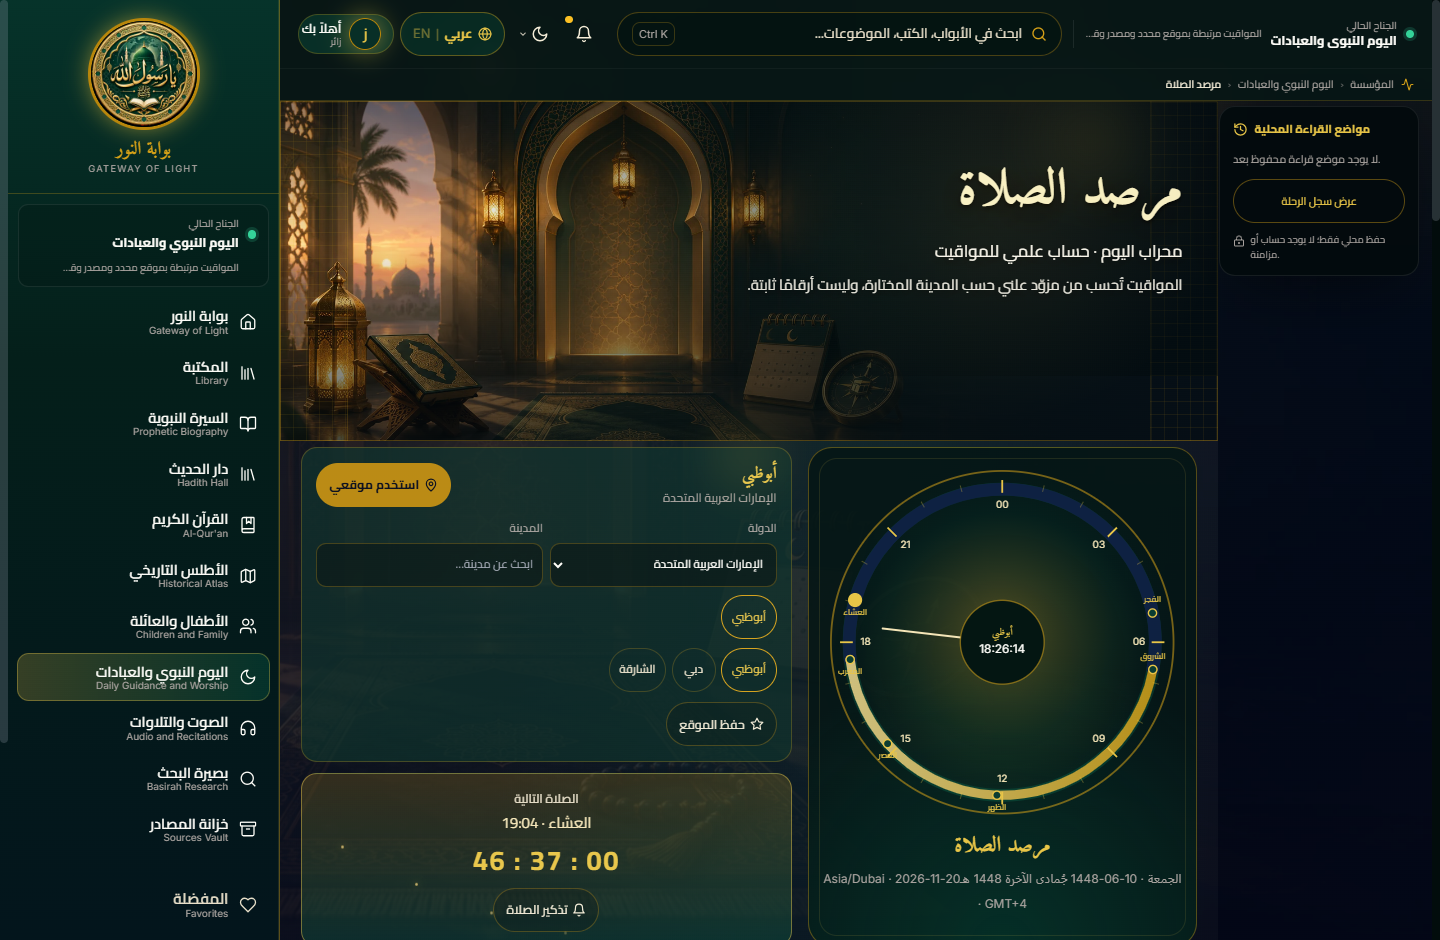 الجناح الحالي
اليوم النبوي والعبادات
المواقيت مرتبطة بموقع محدد ومصدر وق...
ابحث في الأبواب، الكتب، الموضوعات...
Ctrl K
عربي | EN
ز
أهلاً بك
زائر
المؤسسة › اليوم النبوي والعبادات › مرصد الصلاة
يا رسول الله
بوابة النور
GATEWAY OF LIGHT
الجناح الحالي
اليوم النبوي والعبادات
المواقيت مرتبطة بموقع محدد ومصدر وق...
بوابة النور
Gateway of Light
المكتبة
Library
السيرة النبوية
Prophetic Biography
دار الحديث
Hadith Hall
القرآن الكريم
Al-Qur'an
الأطلس التاريخي
Historical Atlas
الأطفال والعائلة
Children and Family
اليوم النبوي والعبادات
Daily Guidance and Worship
الصوت والتلاوات
Audio and Recitations
بصيرة البحث
Basirah Research
خزانة المصادر
Sources Vault
المفضلة
Favorites
مواضع القراءة المحلية
لا يوجد موضع قراءة محفوظ بعد.
عرض سجل الرحلة
حفظ محلي فقط؛ لا يوجد حساب أو
مزامنة.
مرصد الصلاة
محراب اليوم · حساب علمي للمواقيت
المواقيت تُحسب من مزوّد علني حسب المدينة المختارة، وليست أرقامًا ثابتة.
00
03
06
09
12
15
18
21
الفجر
الشروق
الظهر
العشاء
أبوظبي
18:26:14
مرصد الصلاة
الجمعة · 10-06-1448 جُمادى الآخرة 1448 هـ · 20-11-2026 · Asia/Dubai
· GMT+4
أبوظبي
الإمارات العربية المتحدة
استخدم موقعي
الدولة
المدينة
الإمارات العربية المتحدة
ابحث عن مدينة...
أبوظبي
أبوظبي
دبي
الشارقة
حفظ الموقع
الصلاة التالية
العشاء · 19:04
00 : 37 : 46
تذكير الصلاة